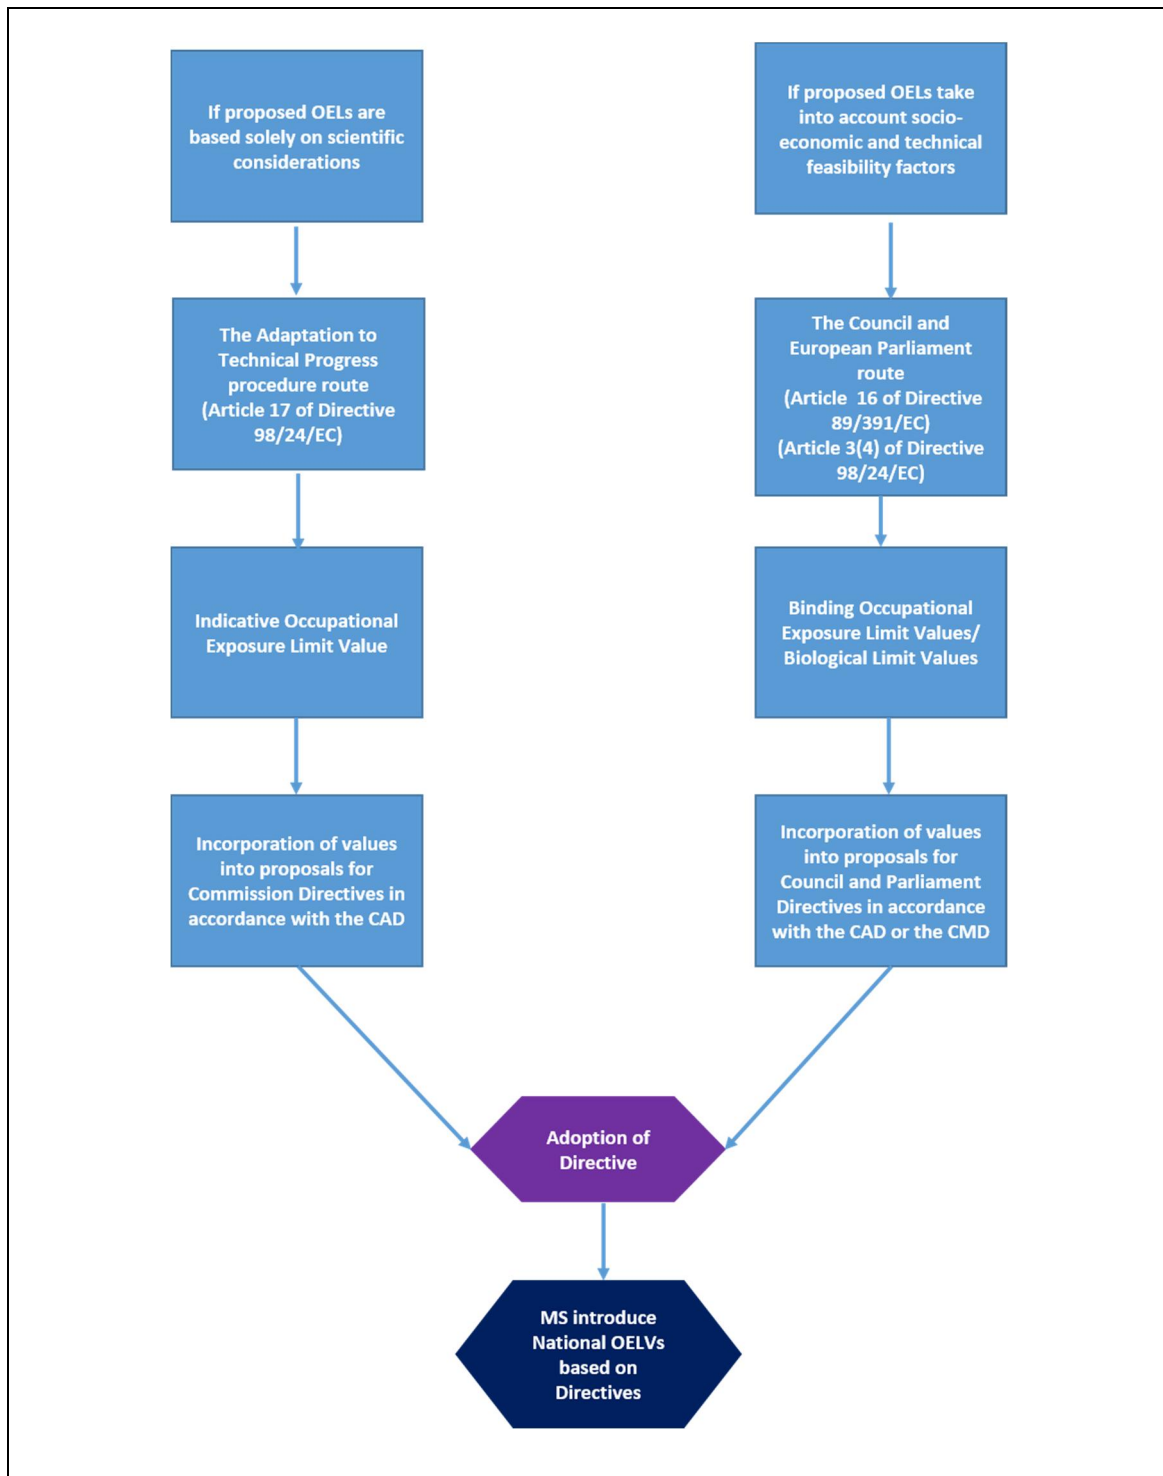 If proposed OELs are
based solely on scientific
considerations
The Adaptation to
Technical Progress
procedure route
(Article 17 of Directive
98/24/EC)
Indicative Occupational
Exposure Limit Value
Incorporation of values
into proposals for
Commission Directives in
accordance with the CAD
If proposed OELs take
into account socio-
economic and technical
feasibility factors
The Council and
European Parliament
route
(Article  16 of Directive
89/391/EC)
(Article 3(4) of Directive
98/24/EC)
Binding Occupational
Exposure Limit Values/
Biological Limit Values
Incorporation of values
into proposals for
Council and Parliament
Directives in accordance
with the CAD or the CMD
Adoption of
Directive
MS introduce
National OELVs
based on
Directives